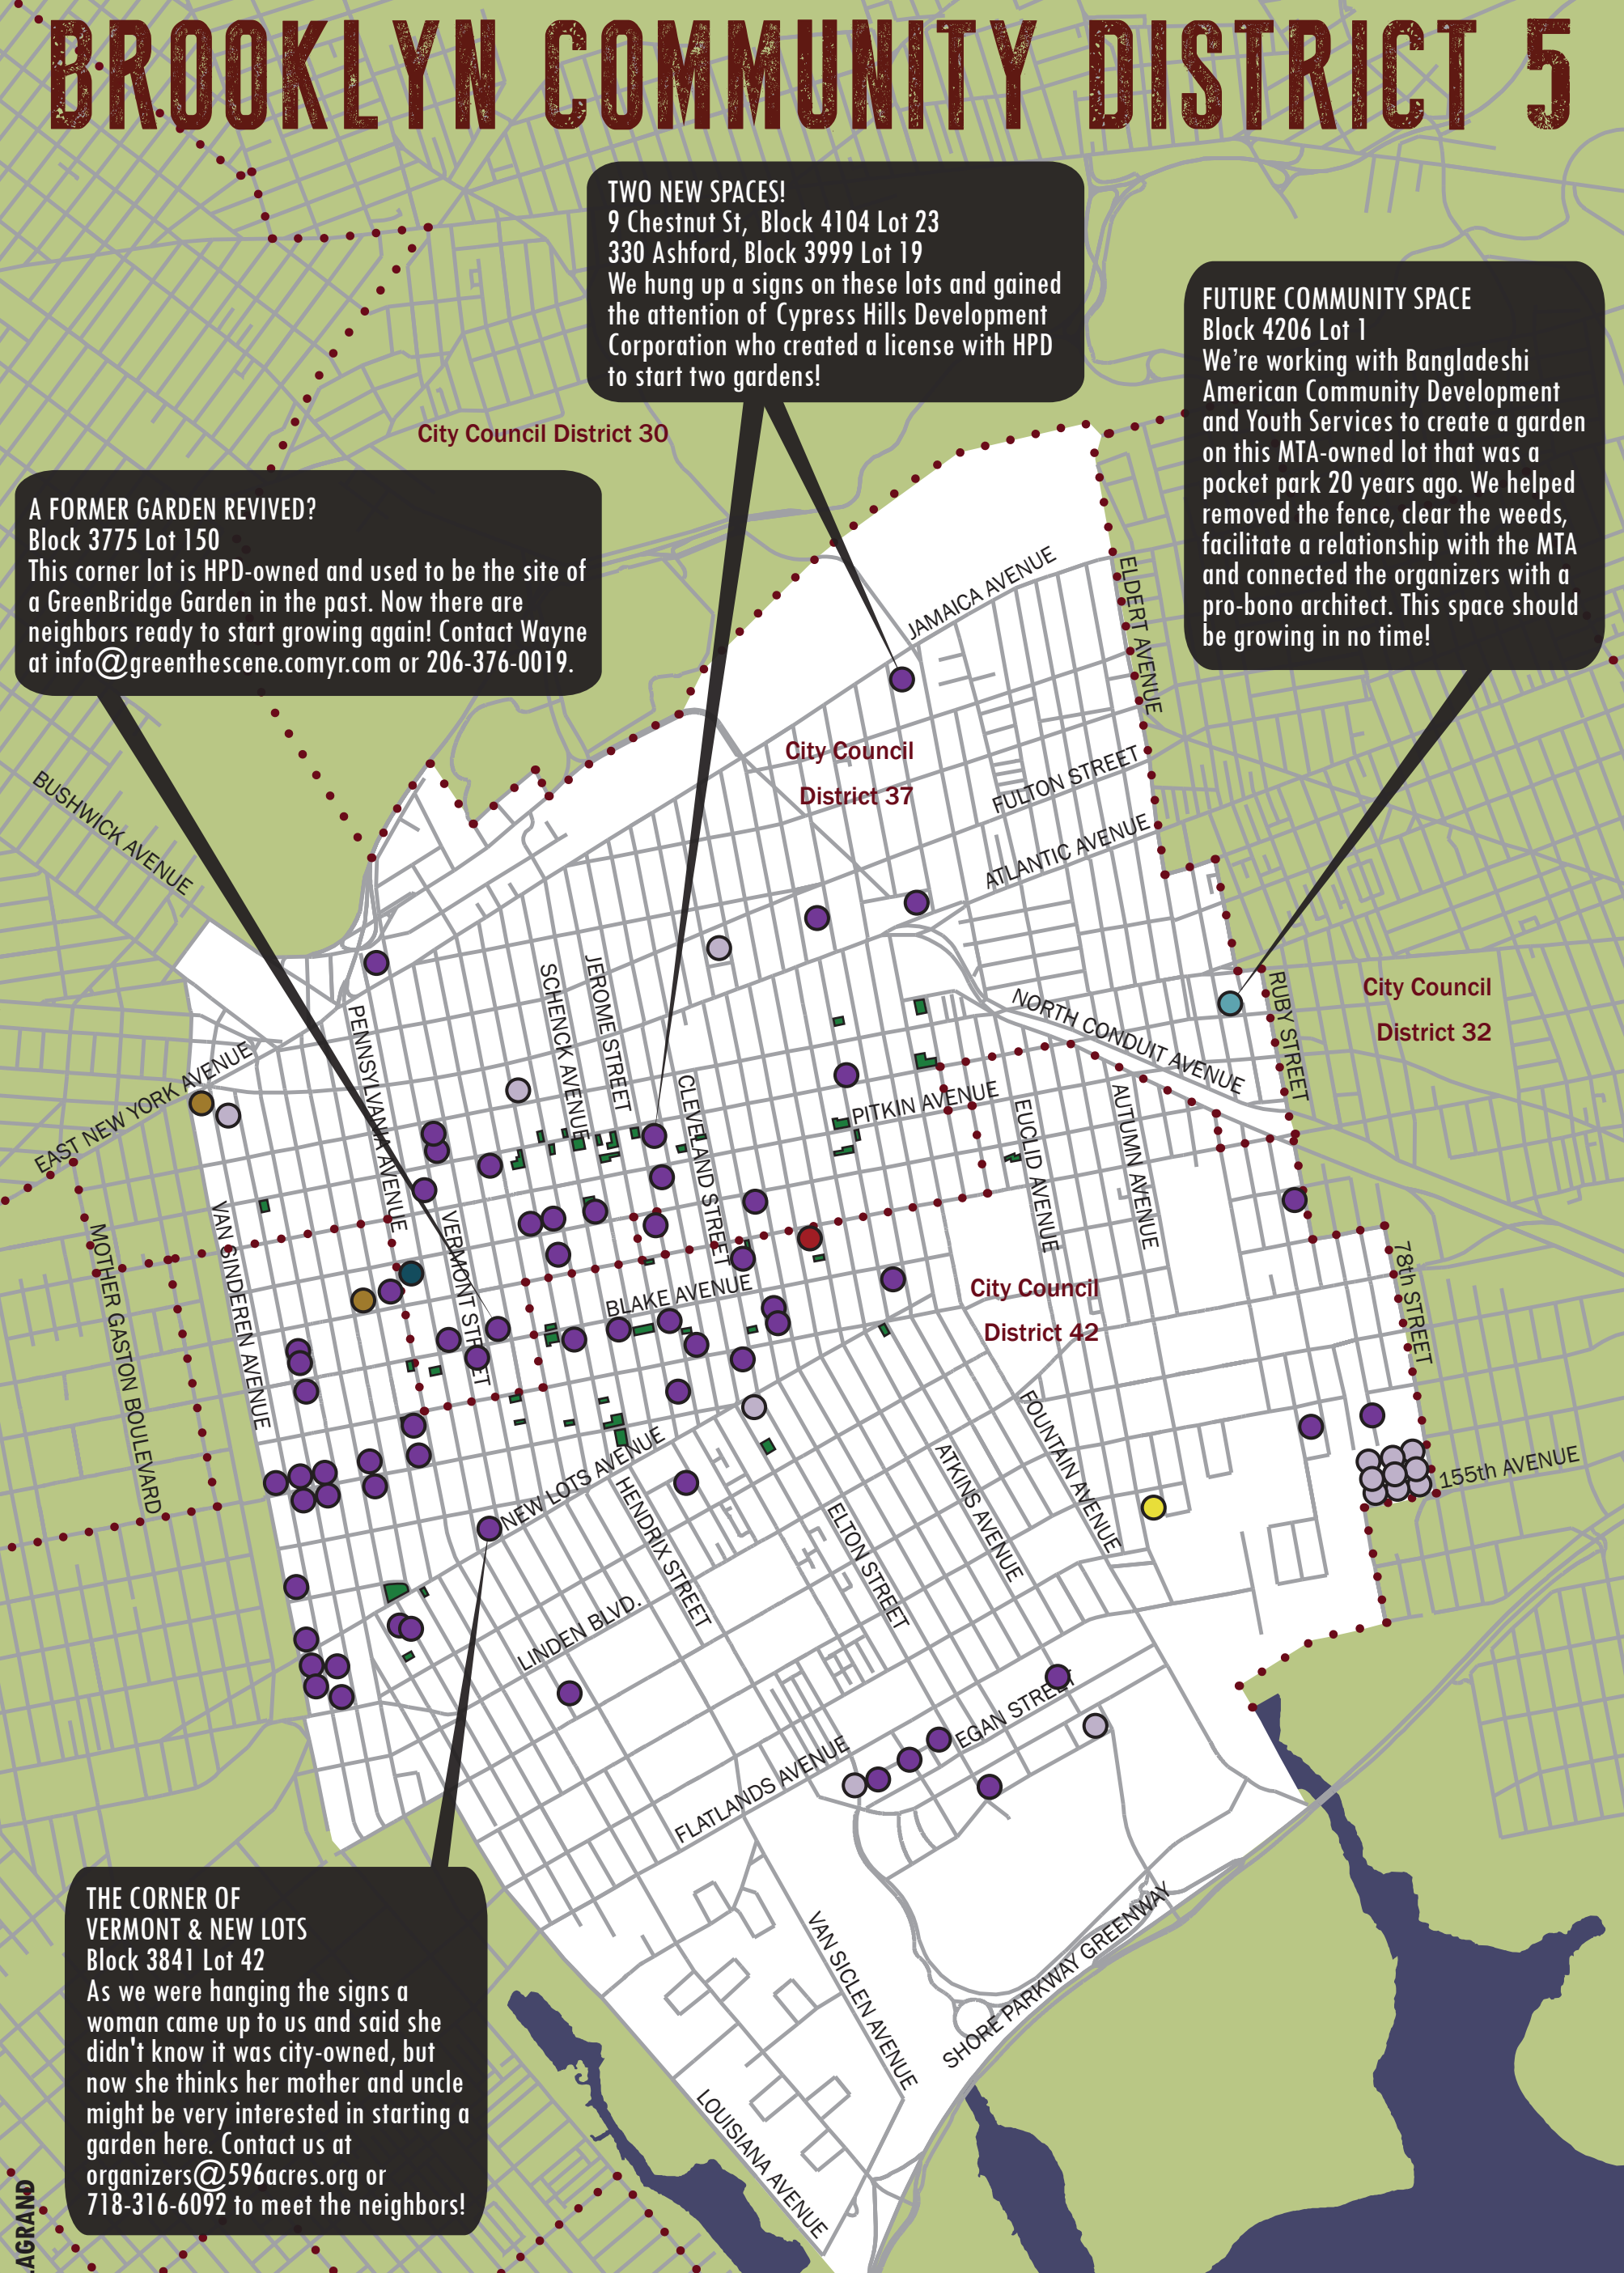 BROOKLYN COMMUNITY DISTRICT 5
TWO NEW SPACES!
9 Chestnut St, Block 4104 Lot 23
330 Ashford, Block 3999 Lot 19
We hung up a signs on these lots and gained
the attention of Cypress Hills Development
Corporation who created a license with HPD
to start two gardens!
FUTURE COMMUNITY SPACE
Block 4206 Lot 1
We're working with Bangladeshi
American Community Development
and Youth Services to create a garden
on this MTA-owned lot that was a
pocket park 20 years ago. We helped
removed the fence, clear the weeds,
facilitate a relationship with the MTA
and connected the organizers with a
pro-bono architect. This space should
be growing in no time!
City Council District 30
A FORMER GARDEN REVIVED?
Block 3775 Lot 150
This corner lot is HPD-owned and used to be the site of
a GreenBridge Garden in the past. Now there are
neighbors ready to start growing again! Contact Wayne
at info@greenthescene.comyr.com or 206-376-0019.
JAMAICA AVENUE
ELDERT AVENUE
City Council
District 37
FULTON STREET
ATLANTIC AVENUE
BUSHWICK AVENUE
SCHENCK AVENUE
JEROME STREET
PENNSYLVANIA AVENUE
NORTH CONDUIT AVENUE
RUBY STREET
City Council
District 32
EAST NEW YORK AVENUE
CLEVELAND STREET
PITKIN AVENUE
EUCLID AVENUE
AUTUMN AVENUE
VAN SINDEREN AVENUE
MOTHER GASTON BOULEVARD
VERMONT STREET
BLAKE AVENUE
City Council
District 42
78th STREET
FOUNTAIN AVENUE
ATKINS AVENUE
155th AVENUE
NEW LOTS AVENUE
HENDRIX STREET
ELTON STREET
LINDEN BLVD.
EGAN STREET
FLATLANDS AVENUE
VAN SICLEN AVENUE
SHORE PARKWAY GREENWAY
LOUISIANA AVENUE
THE CORNER OF
VERMONT & NEW LOTS
Block 3841 Lot 42
As we were hanging the signs a
woman came up to us and said she
didn't know it was city-owned, but
now she thinks her mother and uncle
might be very interested in starting a
garden here. Contact us at
organizers@596acres.org or
718-316-6092 to meet the neighbors!